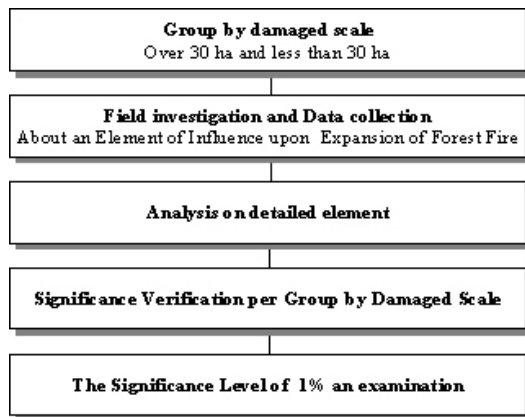 Group by damaged scale
Over 30 ha and less than 30 ha
Field investigation and Data collection
About an Element of Influence upon Expansion of Forest Fire
Analysis on detailed element
Significance Verification per Group by Damaged Scale
The Significance Level of 1% an examination